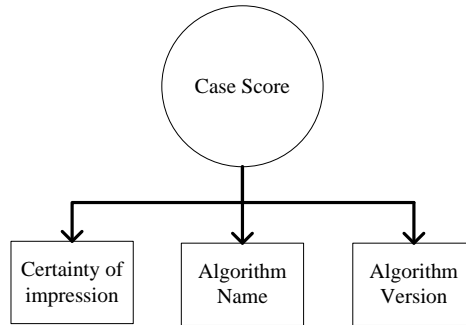 Case Score
Certainty of
impression
Algorithm
Name
Algorithm
Version